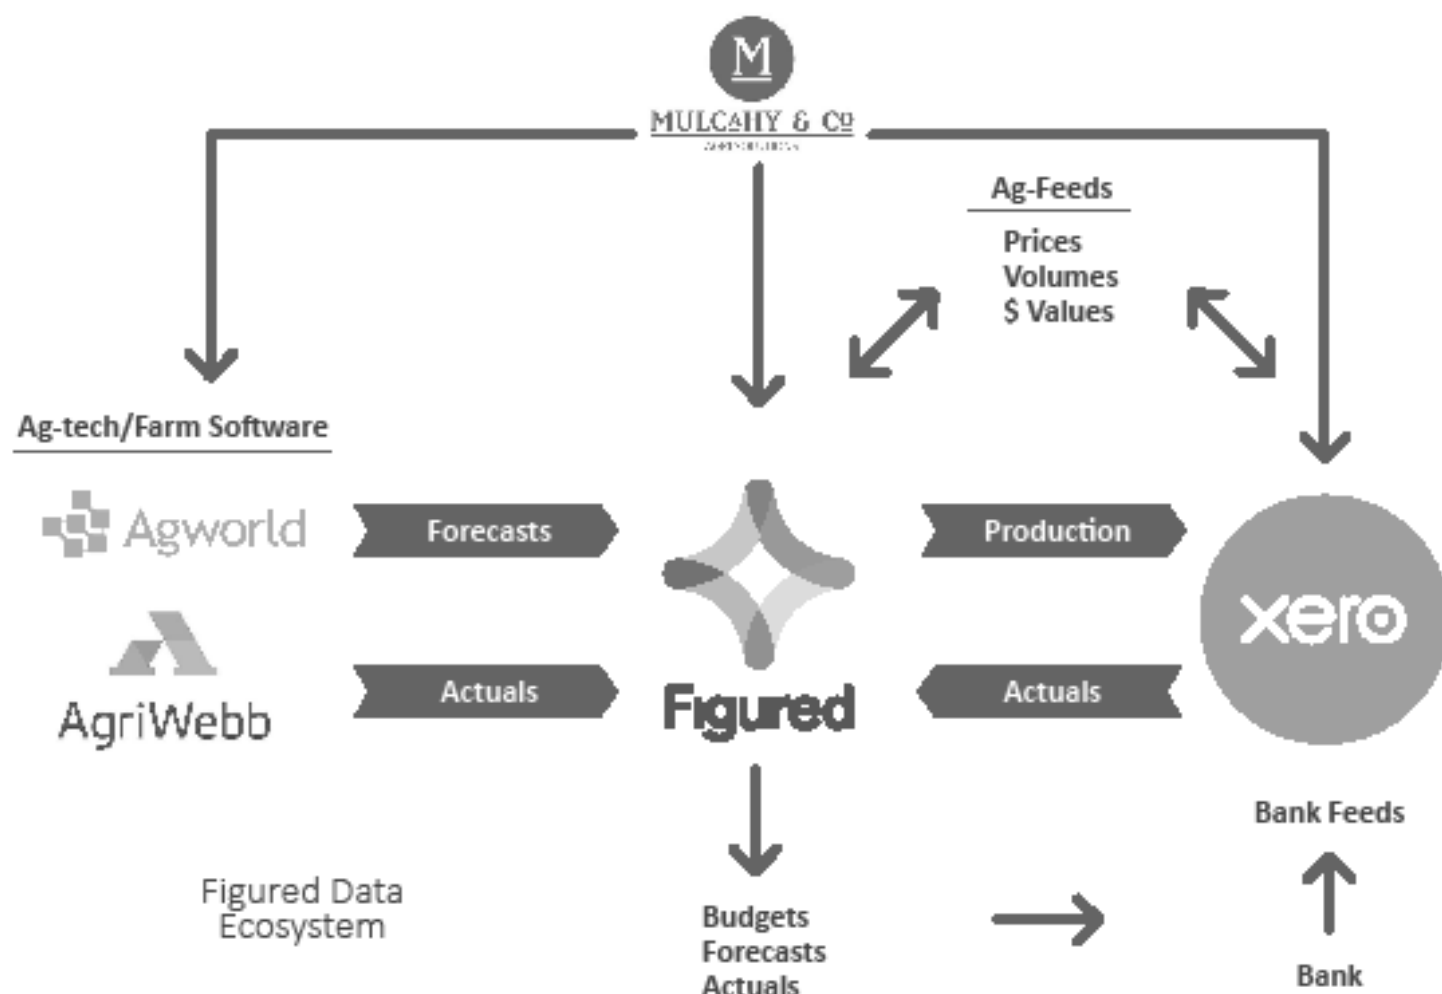 M
MULCAHY & CO
AGRISOLUTIONS
Ag-Feeds
Prices
Volumes
$ Values
Ag-tech/Farm Software
Agworld
Forecasts
Production
xero
AgriWebb
Actuals
Figured
Actuals
Bank Feeds
Figured Data
Ecosystem
Budgets
Forecasts
Actuals
Bank